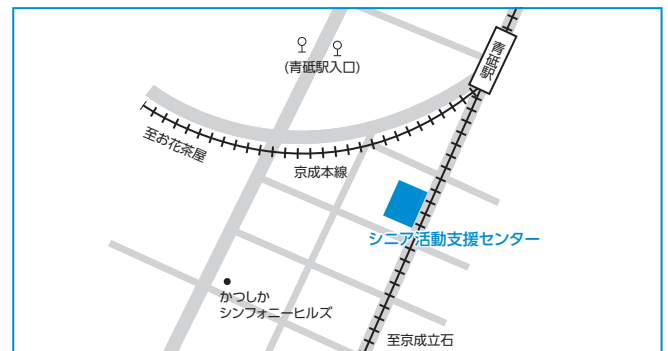 青砥駅
(青砥駅入口)
至お花茶屋
京成本線
シニア活動支援センター
かつしか
シンフォニーヒルズ
至京成立石